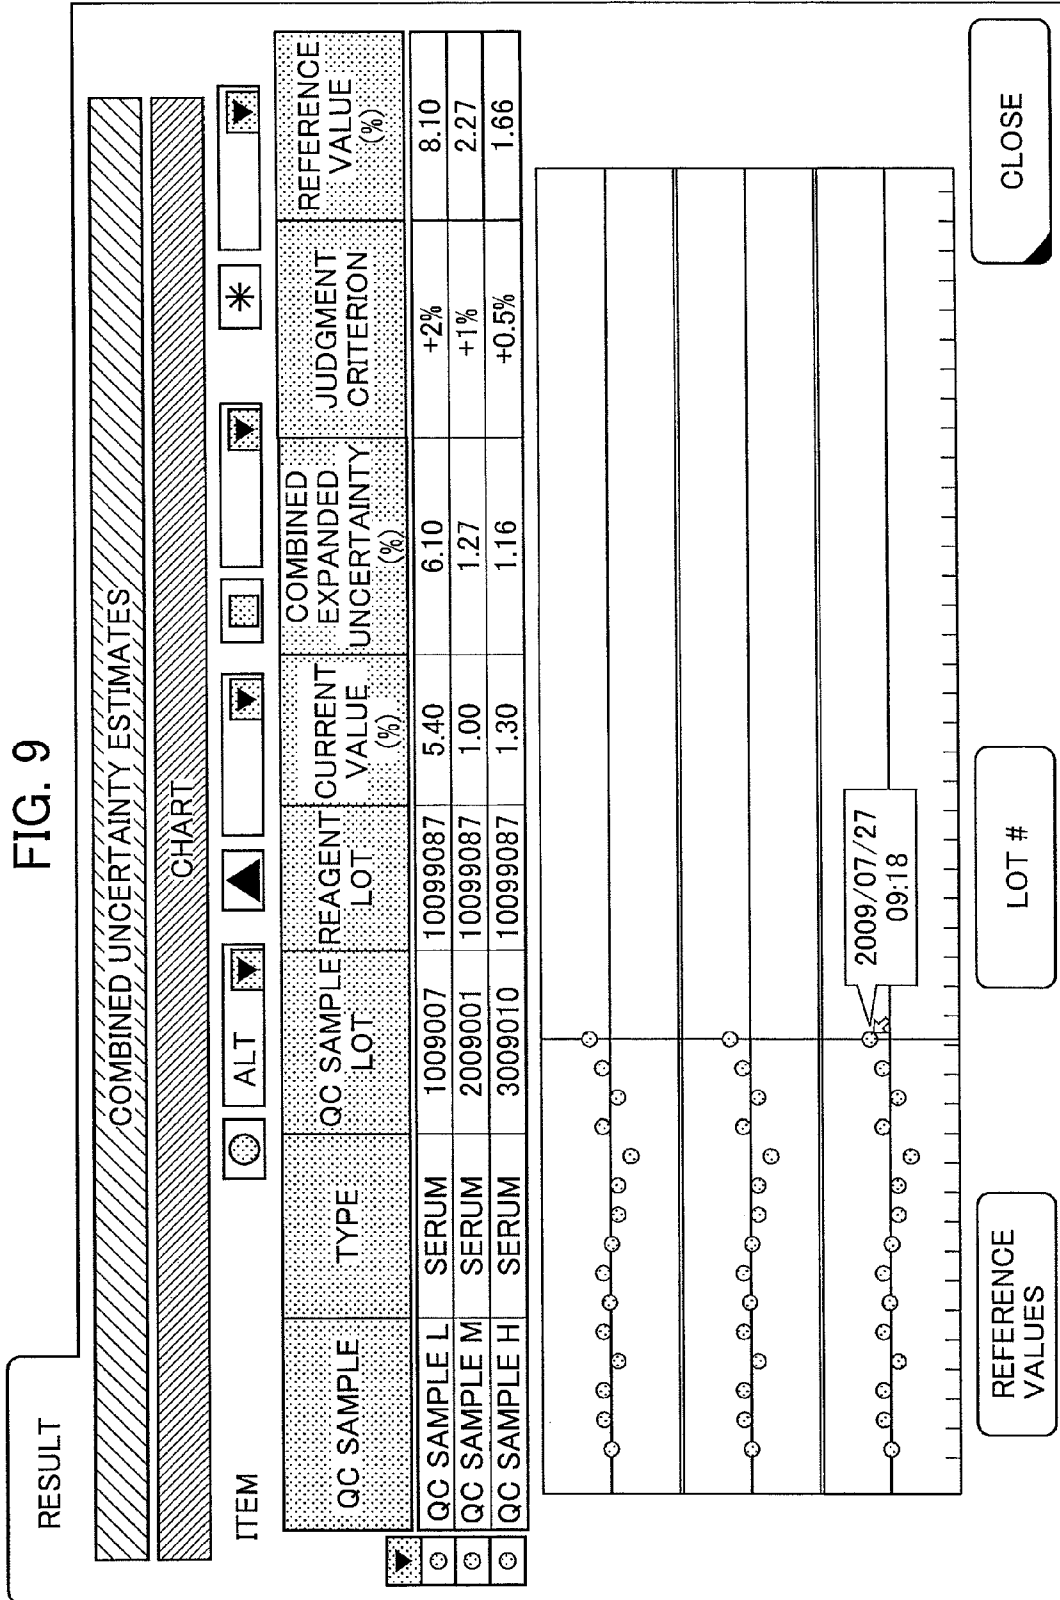 FIG. 9
RESULT
COMBINED UNCERTAINTY ESTIMATES
CHART
ITEM ALT *
QC SAMPLE TYPE QC SAMPLE LOT REAGENT LOT CURRENT VALUE (%) COMBINED EXPANDED UNCERTAINTY (%) JUDGMENT CRITERION REFERENCE VALUE (%)
QC SAMPLE L SERUM 1009007 10099087 5.40 6.10 +2% 8.10
QC SAMPLE M SERUM 2009001 10099087 1.00 1.27 +1% 2.27
QC SAMPLE H SERUM 3009010 10099087 1.30 1.16 +0.5% 1.66
2009/07/27
09:18
REFERENCE
VALUES
LOT #
CLOSE